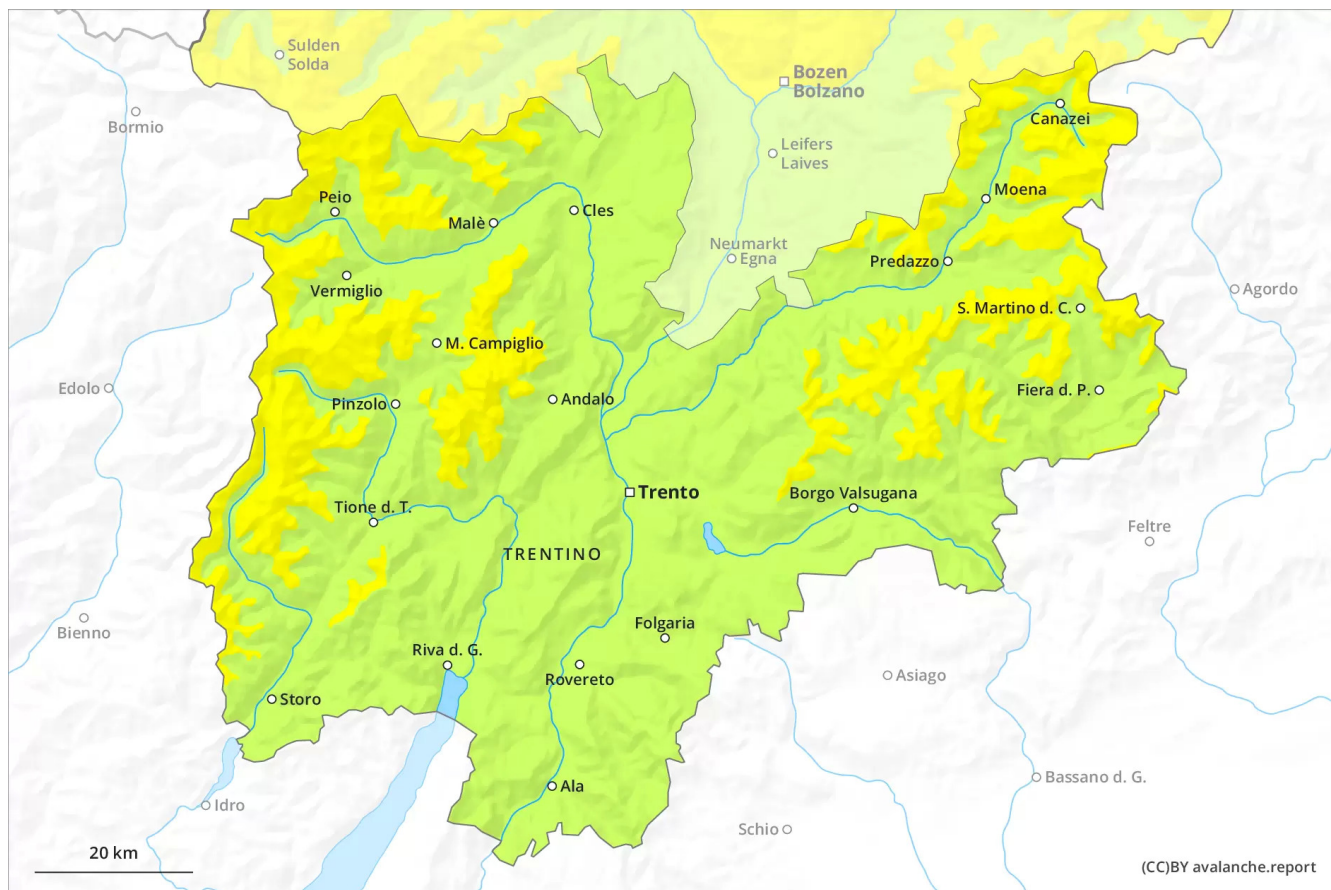 Sulden
Solda
Bozen
Bolzano
Bormio
Canazei
Leifers
Laives
Peio
Moena
Malè
Cles
Neumarkt
Egna
Predazzo
Vermiglio
Agordo
S. Martino d. C.
M. Campiglio
Edolo
Pinzolo
Andalo
Fiera d. P.
Trento
Borgo Valsugana
Tione d. T.
Feltre
TRENTINO
Bienno
Folgaria
Riva d. G.
Rovereto
Asiago
Storo
Bassano d. G.
Ala
Idro
Schio
20 km
(CC)BY avalanche.report